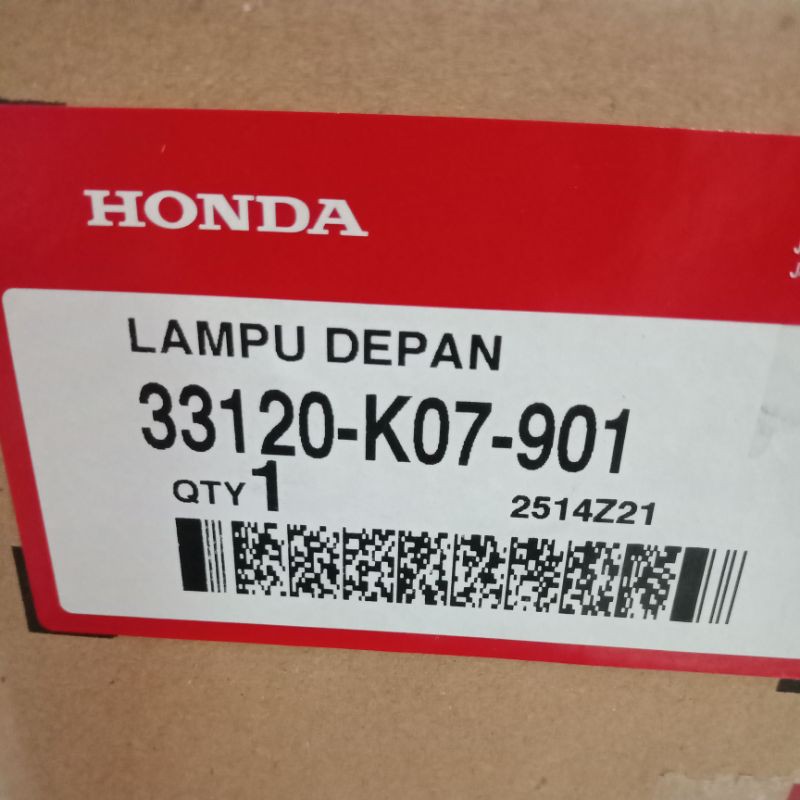 HONDA
LAMPU DEPAN
33120-K07-901
QTY 1
2514Z21